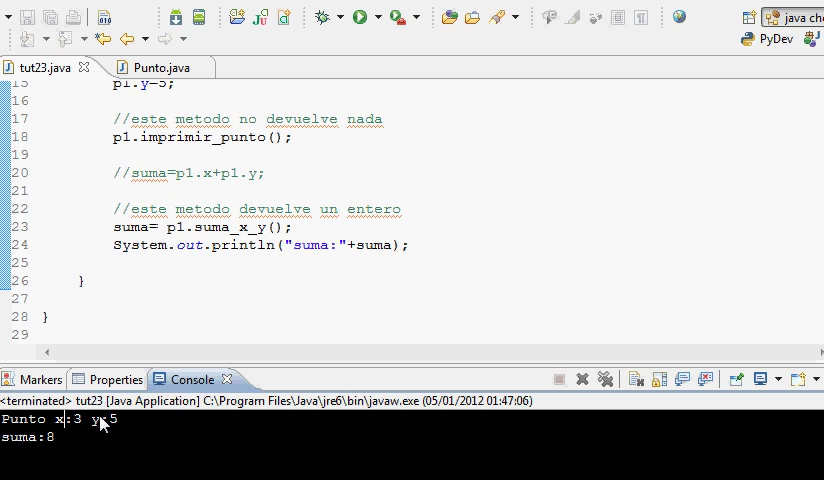 java che
PyDev
tut23.java
Punto.java
15 p1.y=5;
16
17 //este metodo no devuelve nada
18 p1.imprimir_punto();
19
20 //suma=p1.x+p1.y;
21
22 //este metodo devuelve un entero
23 suma= p1.suma_x_y();
24 System.out.println("suma:"+suma);
25
26 }
27
28 }
29
Markers Properties Console
<terminated> tut23 [Java Application] C:\Program Files\Java\jre6\bin\javaw.exe (05/01/2012 01:47:06)
Punto x:3 y:5
suma:8